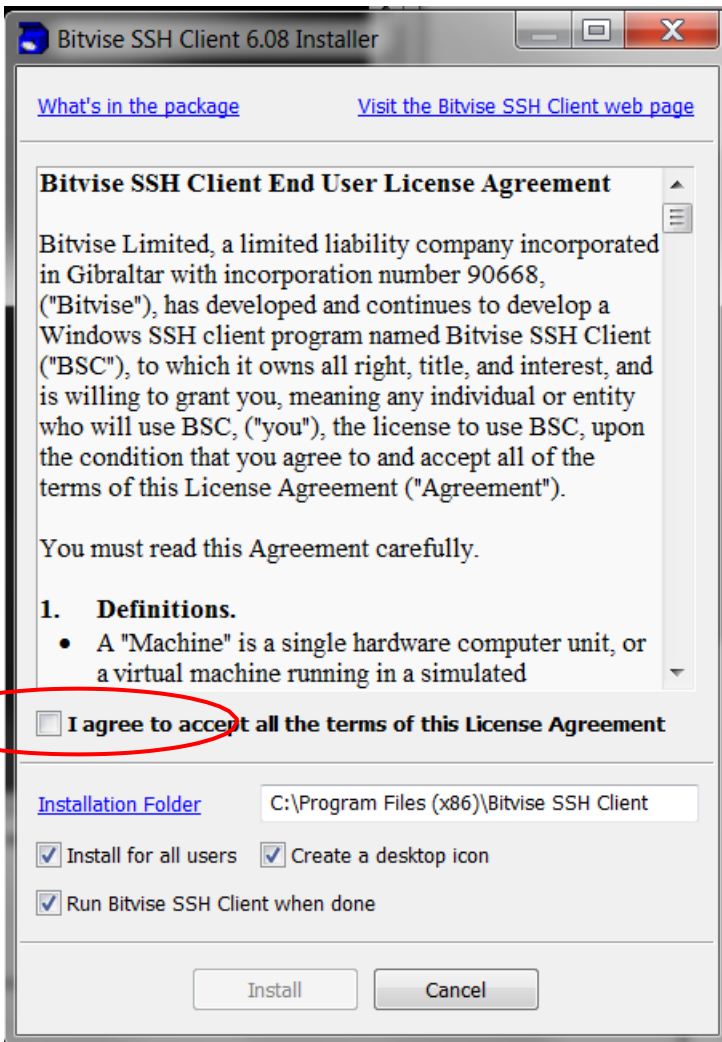 Bitvise SSH Client 6.08 Installer
What's in the package Visit the Bitvise SSH Client web page
Bitvise SSH Client End User License Agreement
Bitvise Limited, a limited liability company incorporated
in Gibraltar with incorporation number 90668,
("Bitvise"), has developed and continues to develop a
Windows SSH client program named Bitvise SSH Client
("BSC"), to which it owns all right, title, and interest, and
is willing to grant you, meaning any individual or entity
who will use BSC, ("you"), the license to use BSC, upon
the condition that you agree to and accept all of the
terms of this License Agreement ("Agreement").
You must read this Agreement carefully.
1. Definitions.
• A "Machine" is a single hardware computer unit, or
a virtual machine running in a simulated
I agree to accept all the terms of this License Agreement
Installation Folder C:\Program Files (x86)\Bitvise SSH Client
Install for all users Create a desktop icon
Run Bitvise SSH Client when done
Install Cancel